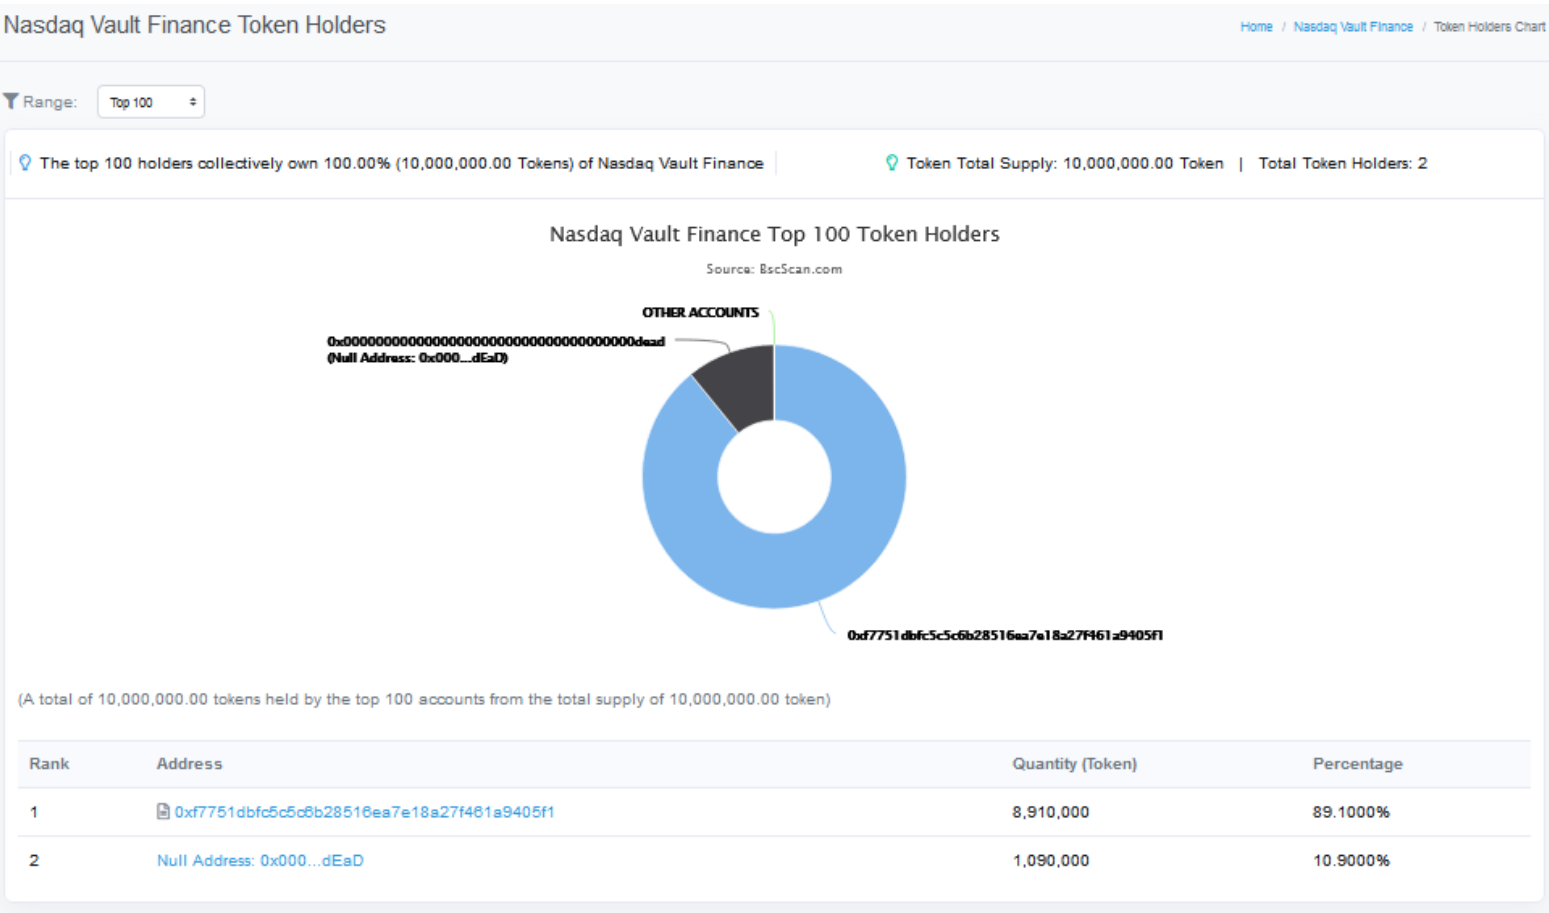 Nasdaq Vault Finance Token Holders
Home / Nasdaq Vault Finance / Token Holders Chart
Range: Top 100
The top 100 holders collectively own 100.00% (10,000,000.00 Tokens) of Nasdaq Vault Finance
Token Total Supply: 10,000,000.00 Token | Total Token Holders: 2
Nasdaq Vault Finance Top 100 Token Holders
Source: BscScan.com
OTHER ACCOUNTS
0x000000000000000000000000000000000000dead
(Null Address: 0x000...dEaD)
0xf7751dbfc5c5c6b28516ea7e18a27f461a9405f1
(A total of 10,000,000.00 tokens held by the top 100 accounts from the total supply of 10,000,000.00 token)
Rank Address Quantity (Token) Percentage
1 0xf7751dbfc5c5c6b28516ea7e18a27f461a9405f1 8,910,000 89.1000%
2 Null Address: 0x000...dEaD 1,090,000 10.9000%